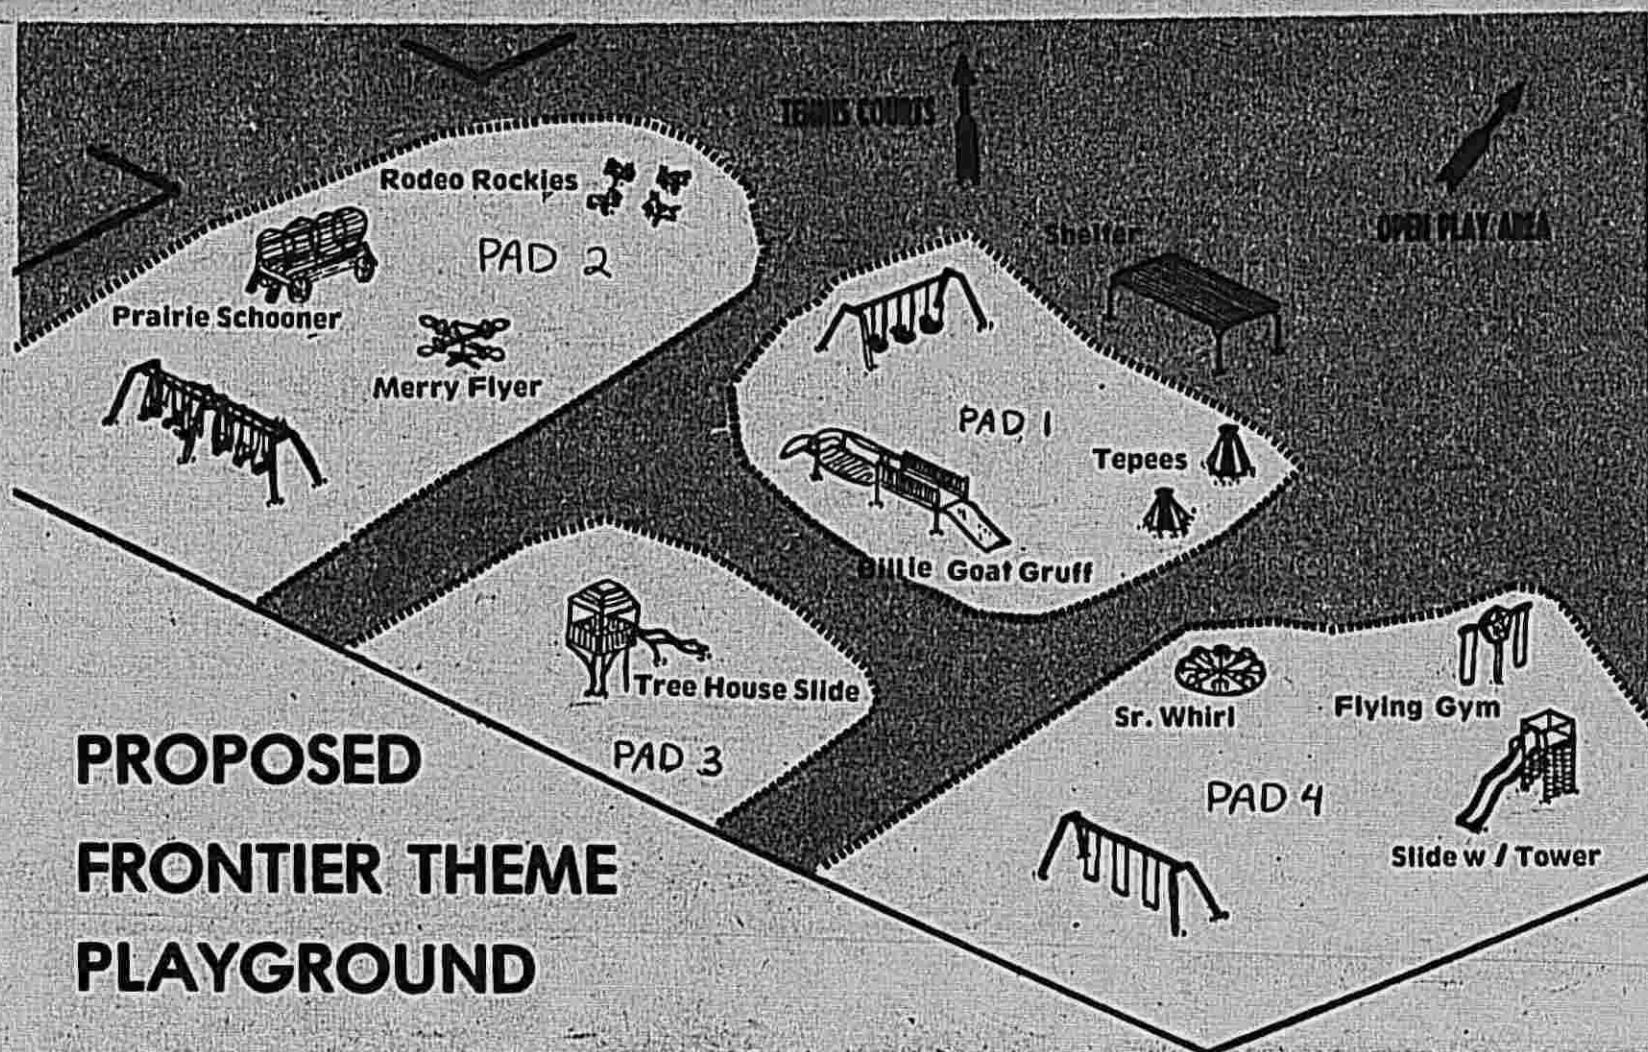 TENNIS COURTS
OPEN PLAY AREA
Shelter
Rodeo Rockies
PAD 2
Prairie Schooner
Merry Flyer
PAD 1
Tepees
Billie Goat Gruff
Tree House Slide
PAD 3
Sr. Whirl
Flying Gym
PAD 4
Slide w/Tower
PROPOSED
FRONTIER THEME
PLAYGROUND